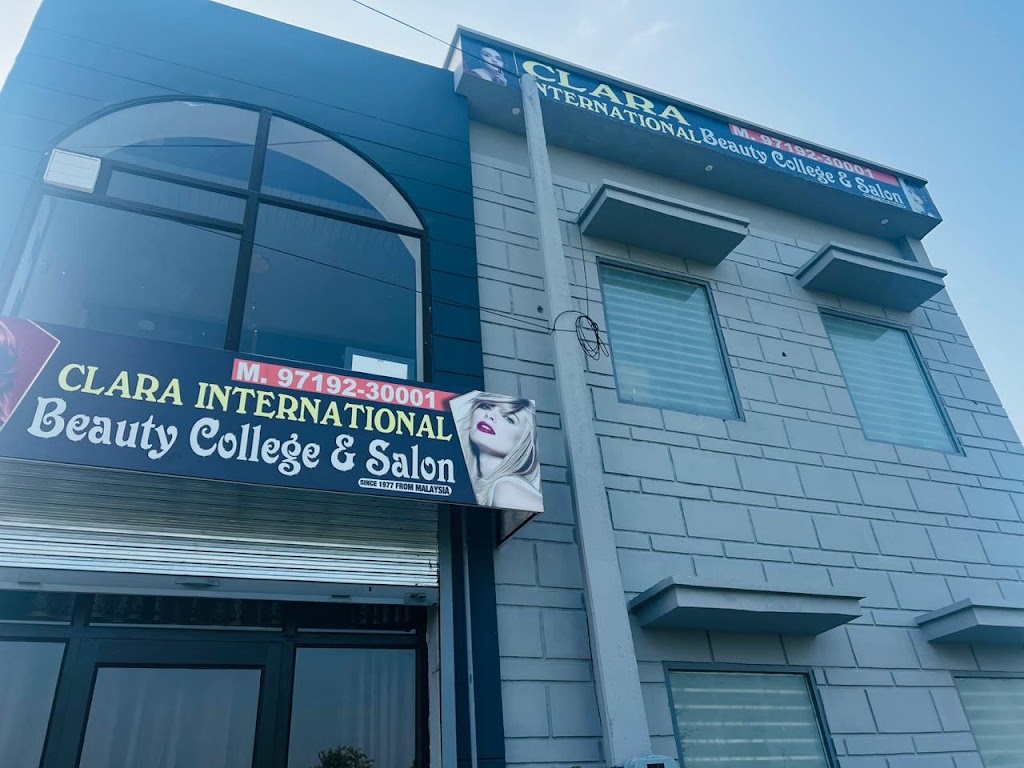 CLARA
INTERNATIONAL
M. 97192-30001
Beauty College & Salon
M. 97192-30001
CLARA INTERNATIONAL
Beauty College & Salon
SINCE 1977 FROM MALAYSIA